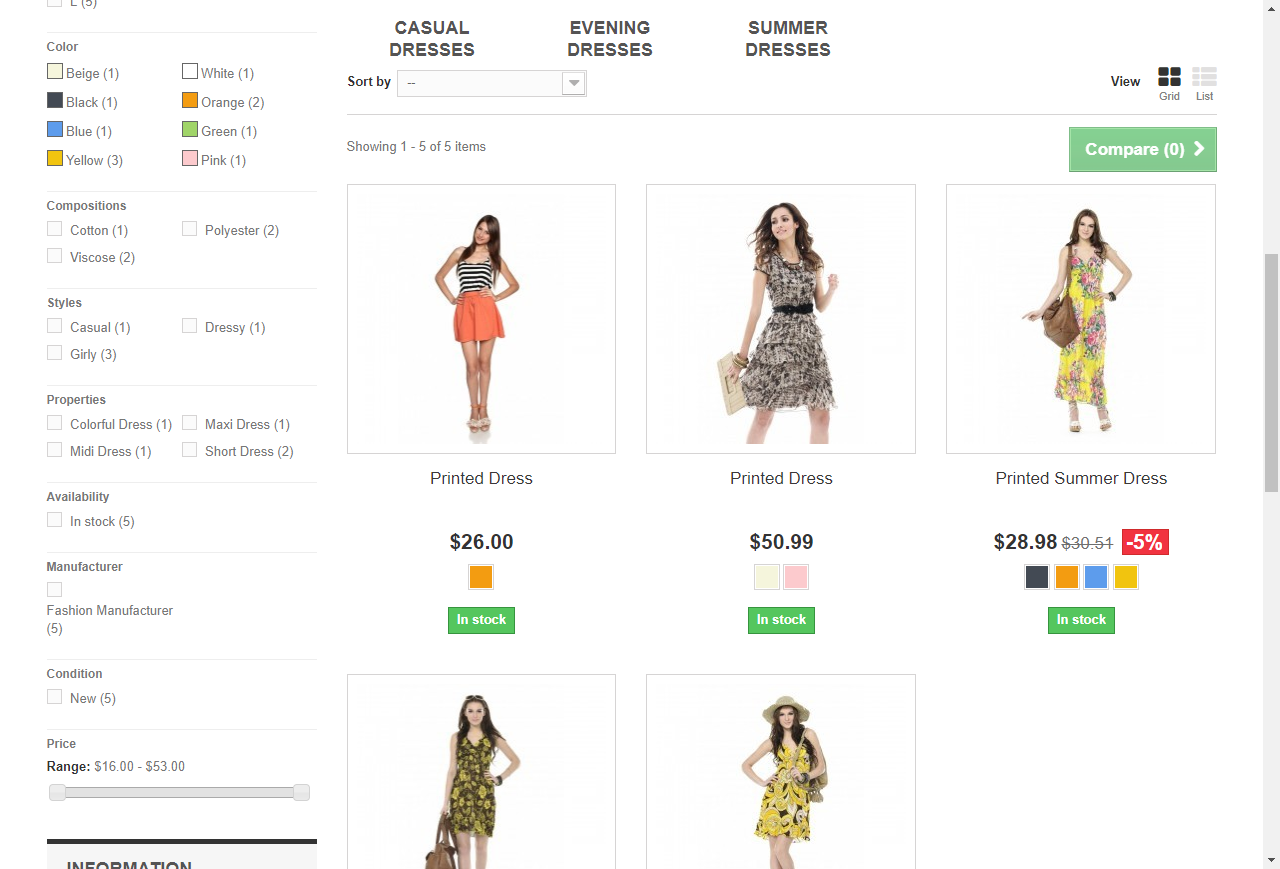 L (5)
Color
Beige (1)
White (1)
Black (1)
Orange (2)
Blue (1)
Green (1)
Yellow (3)
Pink (1)
Compositions
Cotton (1)
Polyester (2)
Viscose (2)
Styles
Casual (1)
Dressy (1)
Girly (3)
Properties
Colorful Dress (1)
Maxi Dress (1)
Midi Dress (1)
Short Dress (2)
Availability
In stock (5)
Manufacturer
Fashion Manufacturer
(5)
Condition
New (5)
Price
Range: $16.00 - $53.00
INFORMATION
CASUAL
DRESSES
EVENING
DRESSES
SUMMER
DRESSES
Sort by
--
View
Grid
List
Showing 1 - 5 of 5 items
Compare (0)
Printed Dress
$26.00
In stock
Printed Dress
$50.99
In stock
Printed Summer Dress
$28.98 $30.51 -5%
In stock